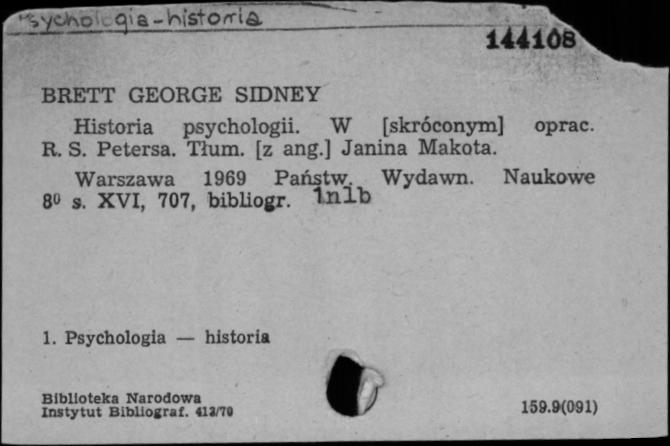 Psychologia-historia
144108
BRETT GEORGE SIDNEY
Historia psychologii. W [skróconym] oprac.
R. S. Petersa. Tłum. [z ang.] Janina Makota.
Warszawa 1969 Państw. Wydawn. Naukowe
8⁰ s. XVI, 707, bibliogr. 1nlb
1. Psychologia — historia
Biblioteka Narodowa
Instytut Bibliograf. 413/70
159.9(091)